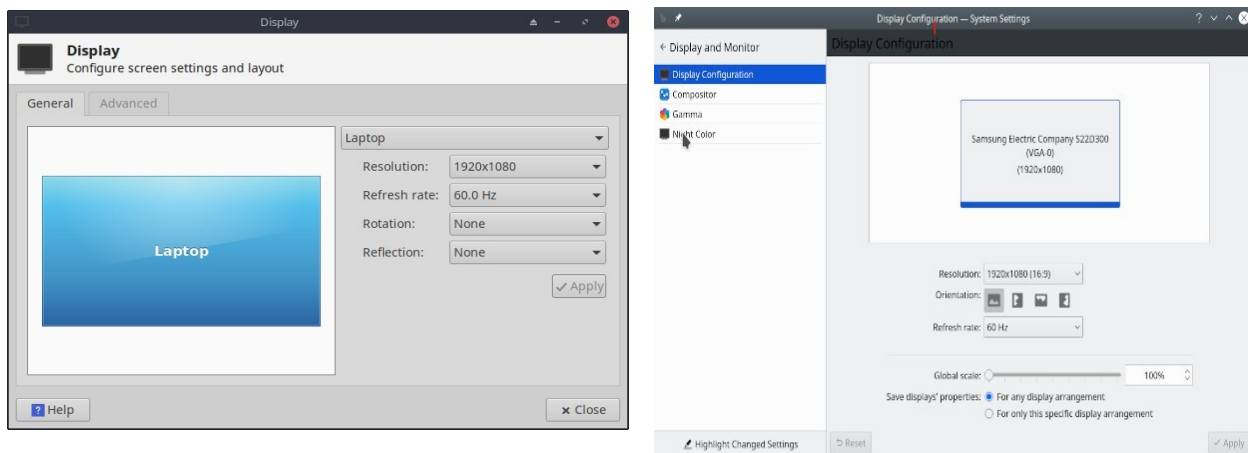 Display
Display
Configure screen settings and layout
General Advanced
Laptop
Laptop
Resolution: 1920x1080
Refresh rate: 60.0 Hz
Rotation: None
Reflection: None
Apply
Help
Close
Display Configuration — System Settings
Display and Monitor
Display Configuration
Compositor
Gamma
Night Color
Highlight Changed Settings
Display Configuration
Samsung Electric Company S22D300
(VGA-0)
(1920x1080)
Resolution: 1920x1080 (16:9)
Orientation:
Refresh rate: 60 Hz
Global scale: 100%
Save displays' properties: For any display arrangement
For only this specific display arrangement
Reset
Apply